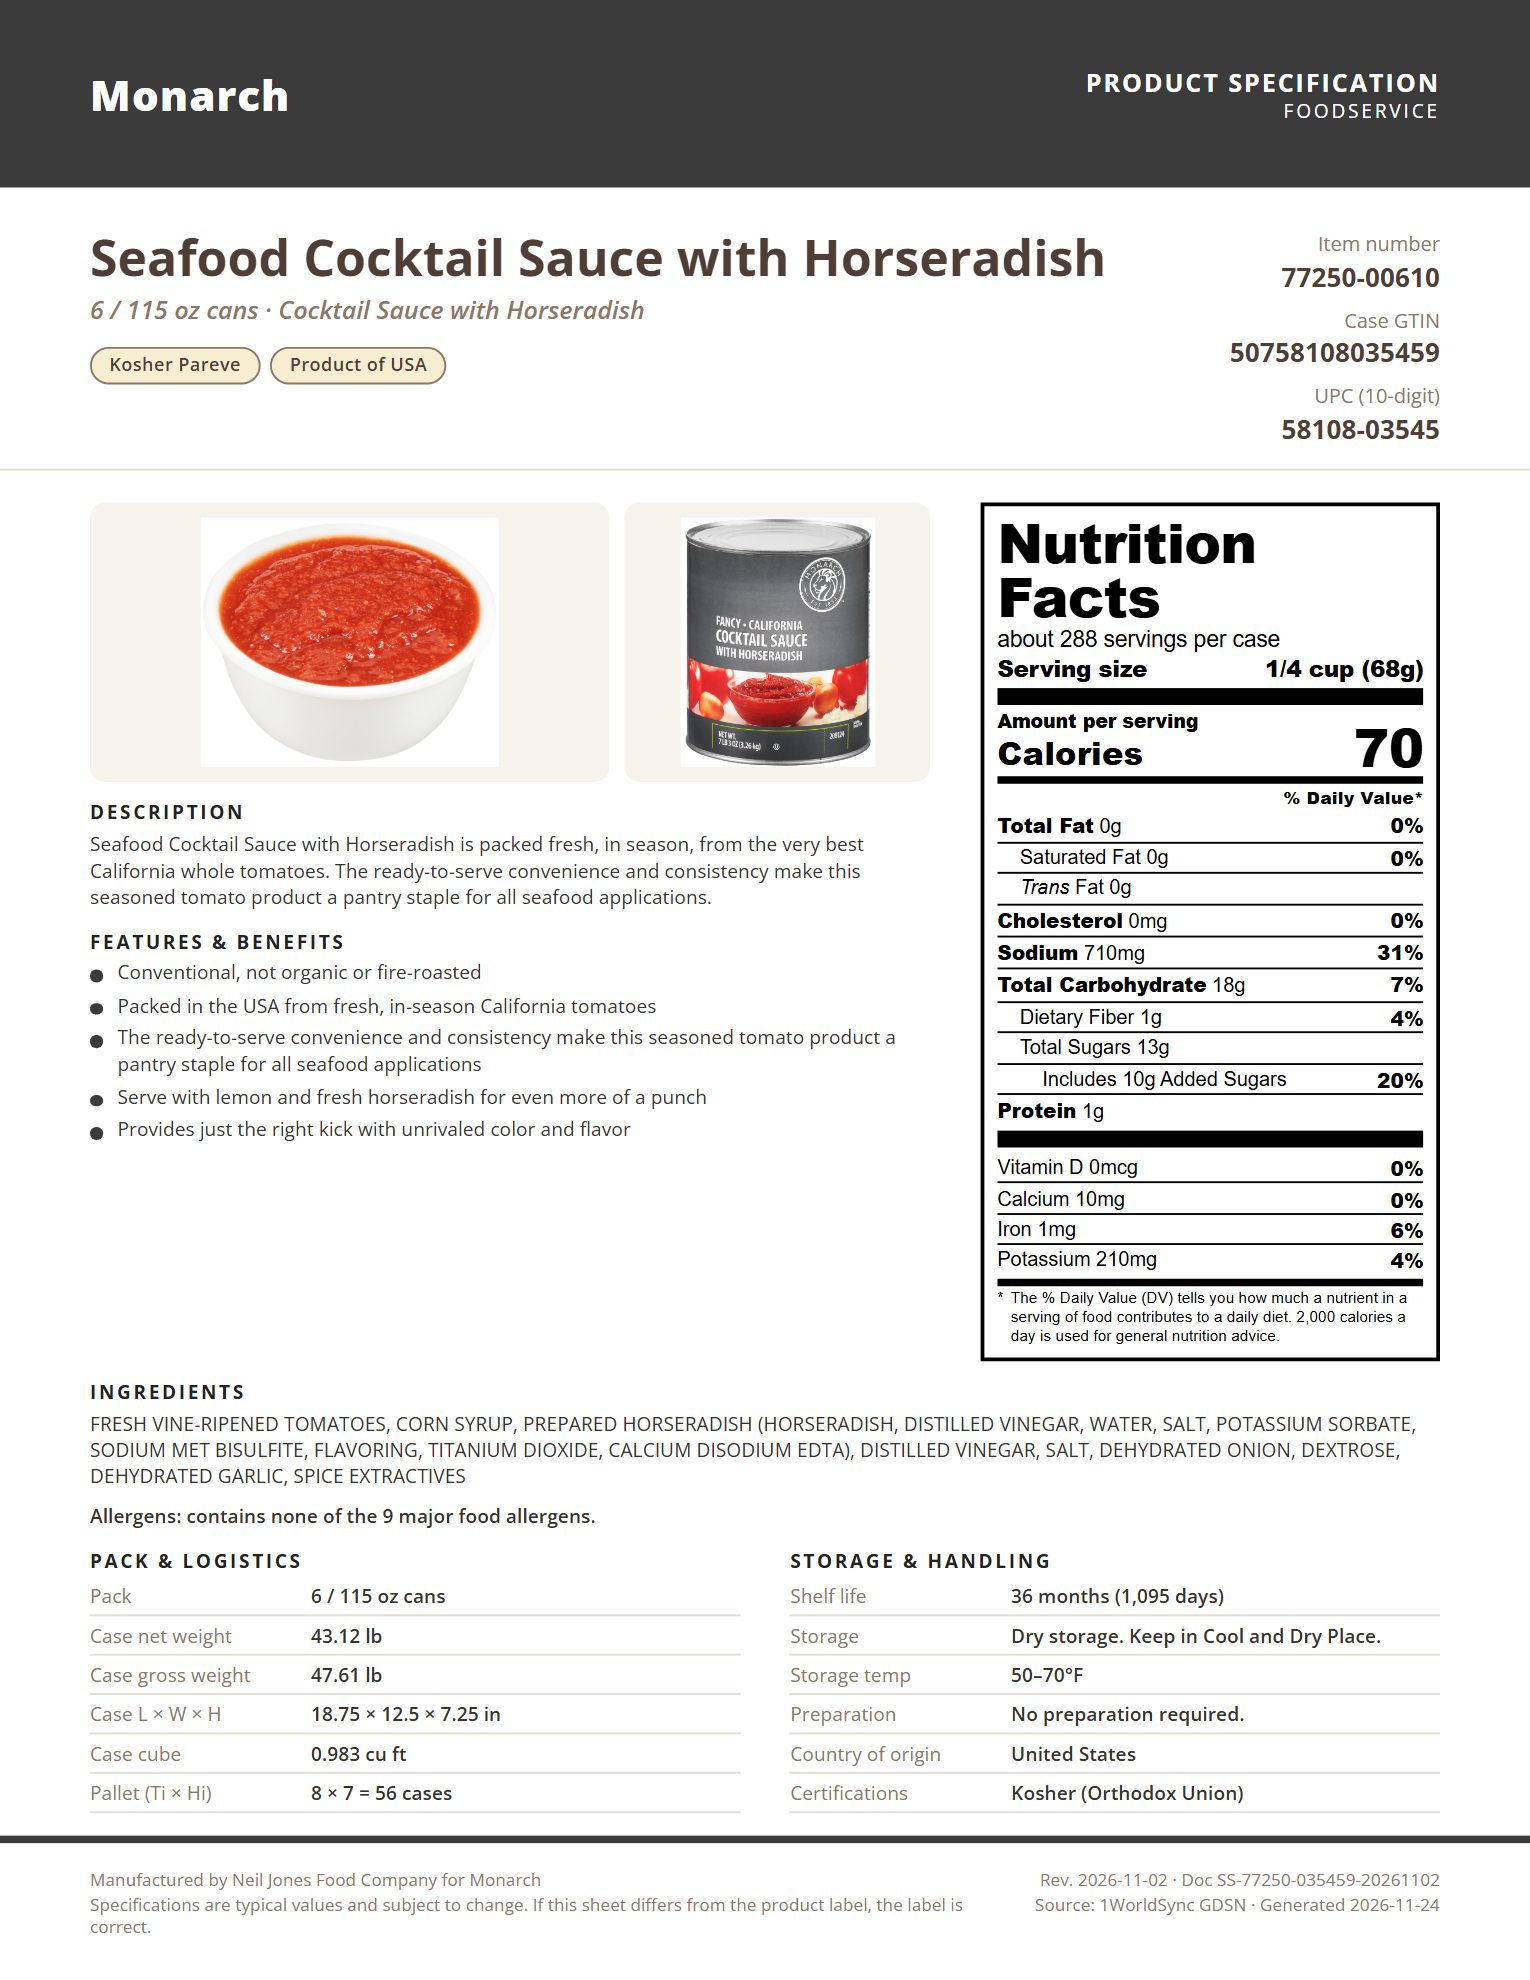 Monarch
PRODUCT SPECIFICATION
FOODSERVICE
Seafood Cocktail Sauce with Horseradish
6 / 115 oz cans · Cocktail Sauce with Horseradish
Kosher Pareve
Product of USA
Item number
77250-00610
Case GTIN
50758108035459
UPC (10-digit)
58108-03545
MONARCH
EST. 1853
FANCY • CALIFORNIA
COCKTAIL SAUCE
WITH HORSERADISH
NET WT.
7 LB 3 OZ (3.26 kg)
DESCRIPTION
Seafood Cocktail Sauce with Horseradish is packed fresh, in season, from the very best
California whole tomatoes. The ready-to-serve convenience and consistency make this
seasoned tomato product a pantry staple for all seafood applications.
FEATURES & BENEFITS
Conventional, not organic or fire-roasted
Packed in the USA from fresh, in-season California tomatoes
The ready-to-serve convenience and consistency make this seasoned tomato product a
pantry staple for all seafood applications
Serve with lemon and fresh horseradish for even more of a punch
Provides just the right kick with unrivaled color and flavor
Nutrition
Facts
about 288 servings per case
Serving size 1/4 cup (68g)
Amount per serving
Calories 70
% Daily Value*
Total Fat 0g 0%
Saturated Fat 0g 0%
Trans Fat 0g
Cholesterol 0mg 0%
Sodium 710mg 31%
Total Carbohydrate 18g 7%
Dietary Fiber 1g 4%
Total Sugars 13g
Includes 10g Added Sugars 20%
Protein 1g
Vitamin D 0mcg 0%
Calcium 10mg 0%
Iron 1mg 6%
Potassium 210mg 4%
* The % Daily Value (DV) tells you how much a nutrient in a
serving of food contributes to a daily diet. 2,000 calories a
day is used for general nutrition advice.
INGREDIENTS
FRESH VINE-RIPENED TOMATOES, CORN SYRUP, PREPARED HORSERADISH (HORSERADISH, DISTILLED VINEGAR, WATER, SALT, POTASSIUM SORBATE,
SODIUM MET BISULFITE, FLAVORING, TITANIUM DIOXIDE, CALCIUM DISODIUM EDTA), DISTILLED VINEGAR, SALT, DEHYDRATED ONION, DEXTROSE,
DEHYDRATED GARLIC, SPICE EXTRACTIVES
Allergens: contains none of the 9 major food allergens.
PACK & LOGISTICS
Pack 6 / 115 oz cans
Case net weight 43.12 lb
Case gross weight 47.61 lb
Case L × W × H 18.75 × 12.5 × 7.25 in
Case cube 0.983 cu ft
Pallet (Ti × Hi) 8 × 7 = 56 cases
STORAGE & HANDLING
Shelf life 36 months (1,095 days)
Storage Dry storage. Keep in Cool and Dry Place.
Storage temp 50–70°F
Preparation No preparation required.
Country of origin United States
Certifications Kosher (Orthodox Union)
Manufactured by Neil Jones Food Company for Monarch
Specifications are typical values and subject to change. If this sheet differs from the product label, the label is
correct.
Rev. 2026-11-02 · Doc SS-77250-035459-20261102
Source: 1WorldSync GDSN · Generated 2026-11-24